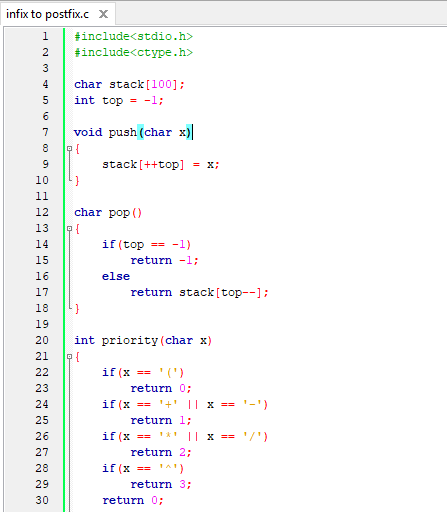 infix to postfix.c X
1 #include<stdio.h>
2 #include<ctype.h>
3
4 char stack[100];
5 int top = -1;
6
7 void push(char x)
8 {
9 stack[++top] = x;
10 }
11
12 char pop()
13 {
14 if(top == -1)
15 return -1;
16 else
17 return stack[top--];
18 }
19
20 int priority(char x)
21 {
22 if(x == '(')
23 return 0;
24 if(x == '+' || x == '-')
25 return 1;
26 if(x == '*' || x == '/')
27 return 2;
28 if(x == '^')
29 return 3;
30 return 0;